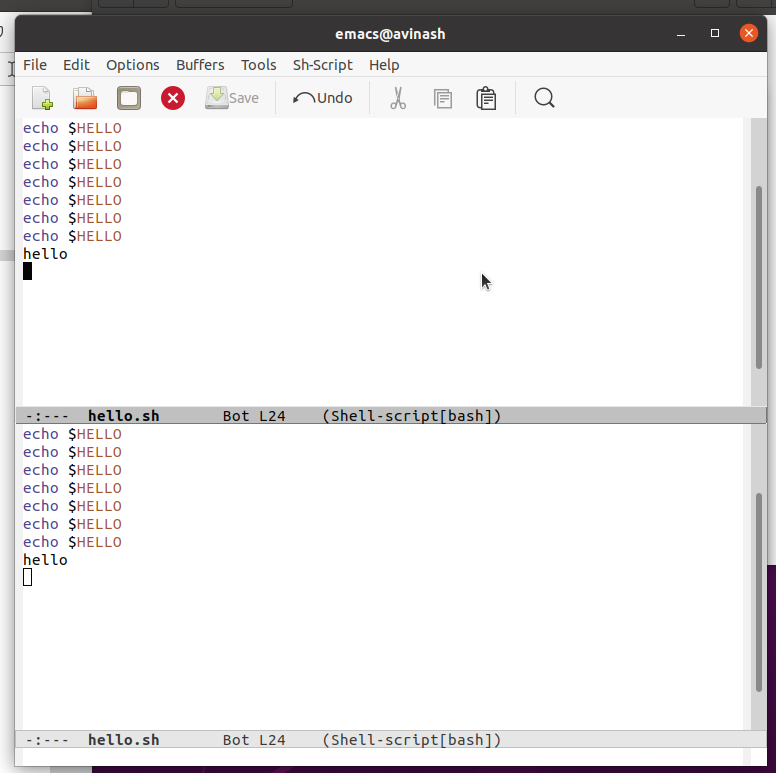 emacs@avinash
File Edit Options Buffers Tools Sh-Script Help
Save Undo
echo $HELLO
echo $HELLO
echo $HELLO
echo $HELLO
echo $HELLO
echo $HELLO
echo $HELLO
hello
-:--- hello.sh Bot L24 (Shell-script[bash])
echo $HELLO
echo $HELLO
echo $HELLO
echo $HELLO
echo $HELLO
echo $HELLO
echo $HELLO
hello
-:--- hello.sh Bot L24 (Shell-script[bash])